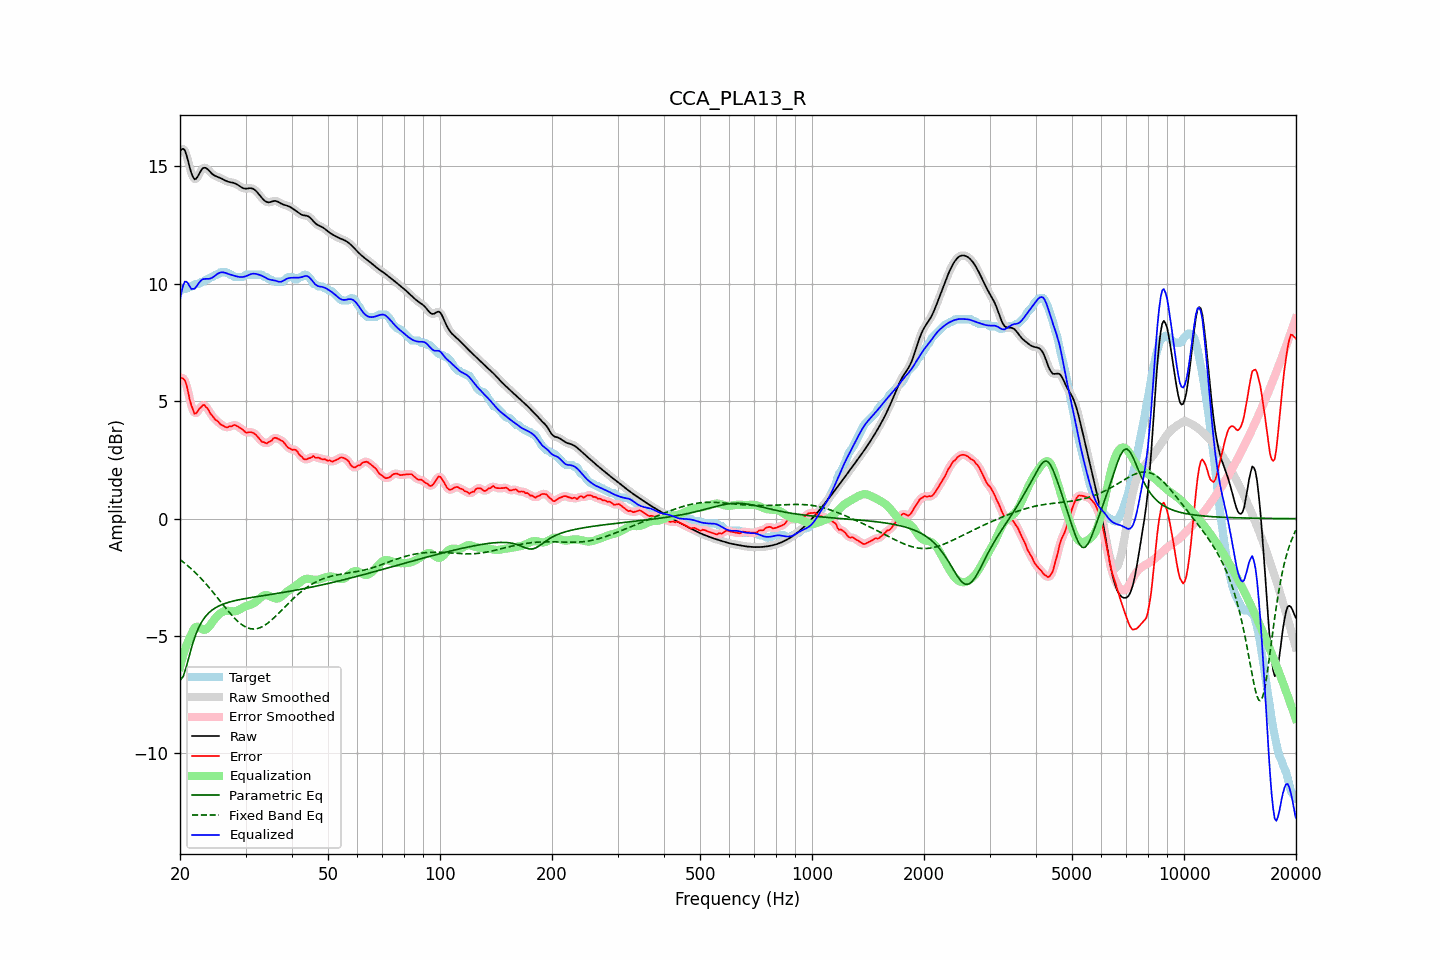 CCA_PLA13_R
Amplitude (dBr)
15
10
5
0
−5
−10
Target
Raw Smoothed
Error Smoothed
Raw
Error
Equalization
Parametric Eq
Fixed Band Eq
Equalized
20 50 100 200 500 1000 2000 5000 10000 20000
Frequency (Hz)